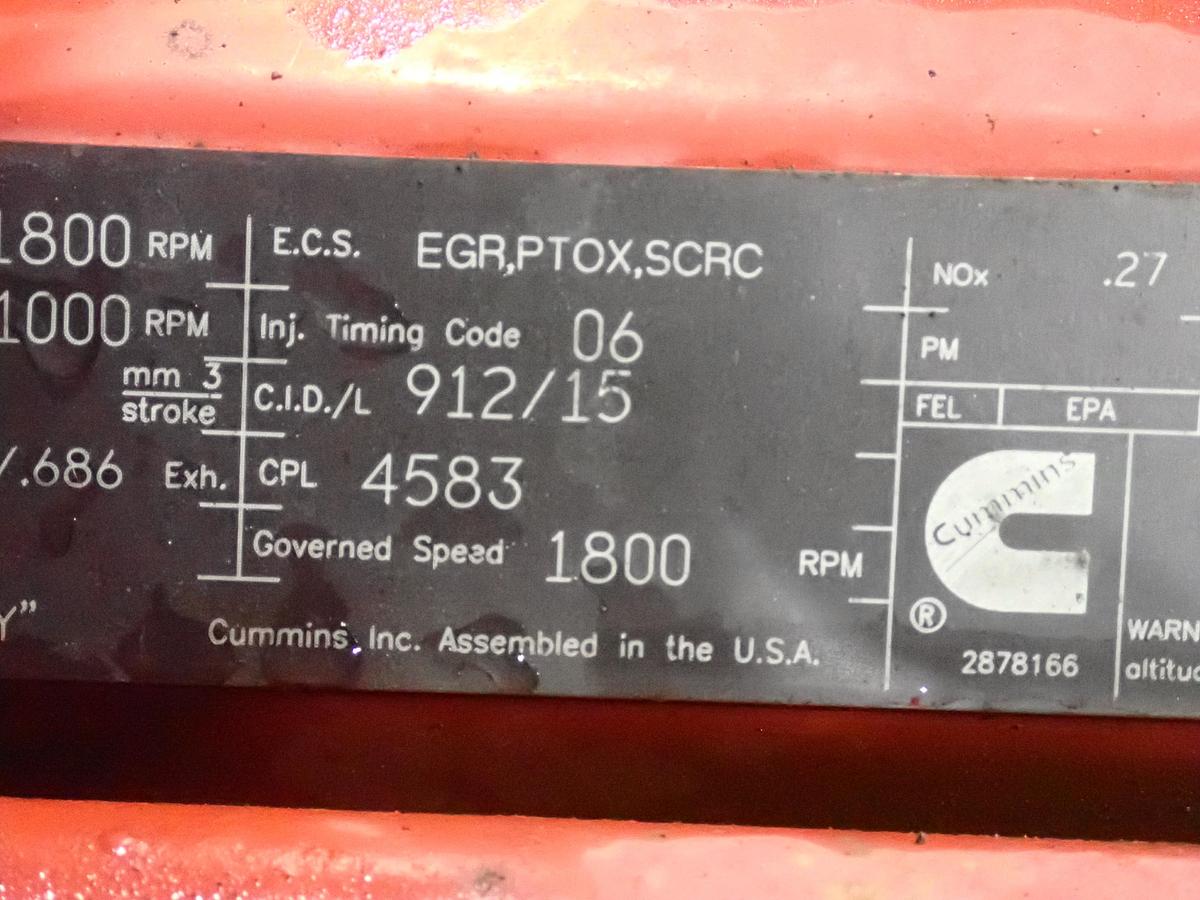 1800 RPM
1000 RPM
mm 3
stroke
/.686 Exh.
Y”
E.C.S. EGR,PTOX,SCRC
Inj. Timing Code 06
C.I.D./L 912/15
CPL 4583
Governed Speed 1800 RPM
Cummins Inc. Assembled in the U.S.A.
NOx .27
PM
FEL EPA
Cummins
®
2878166
WARN
altitud